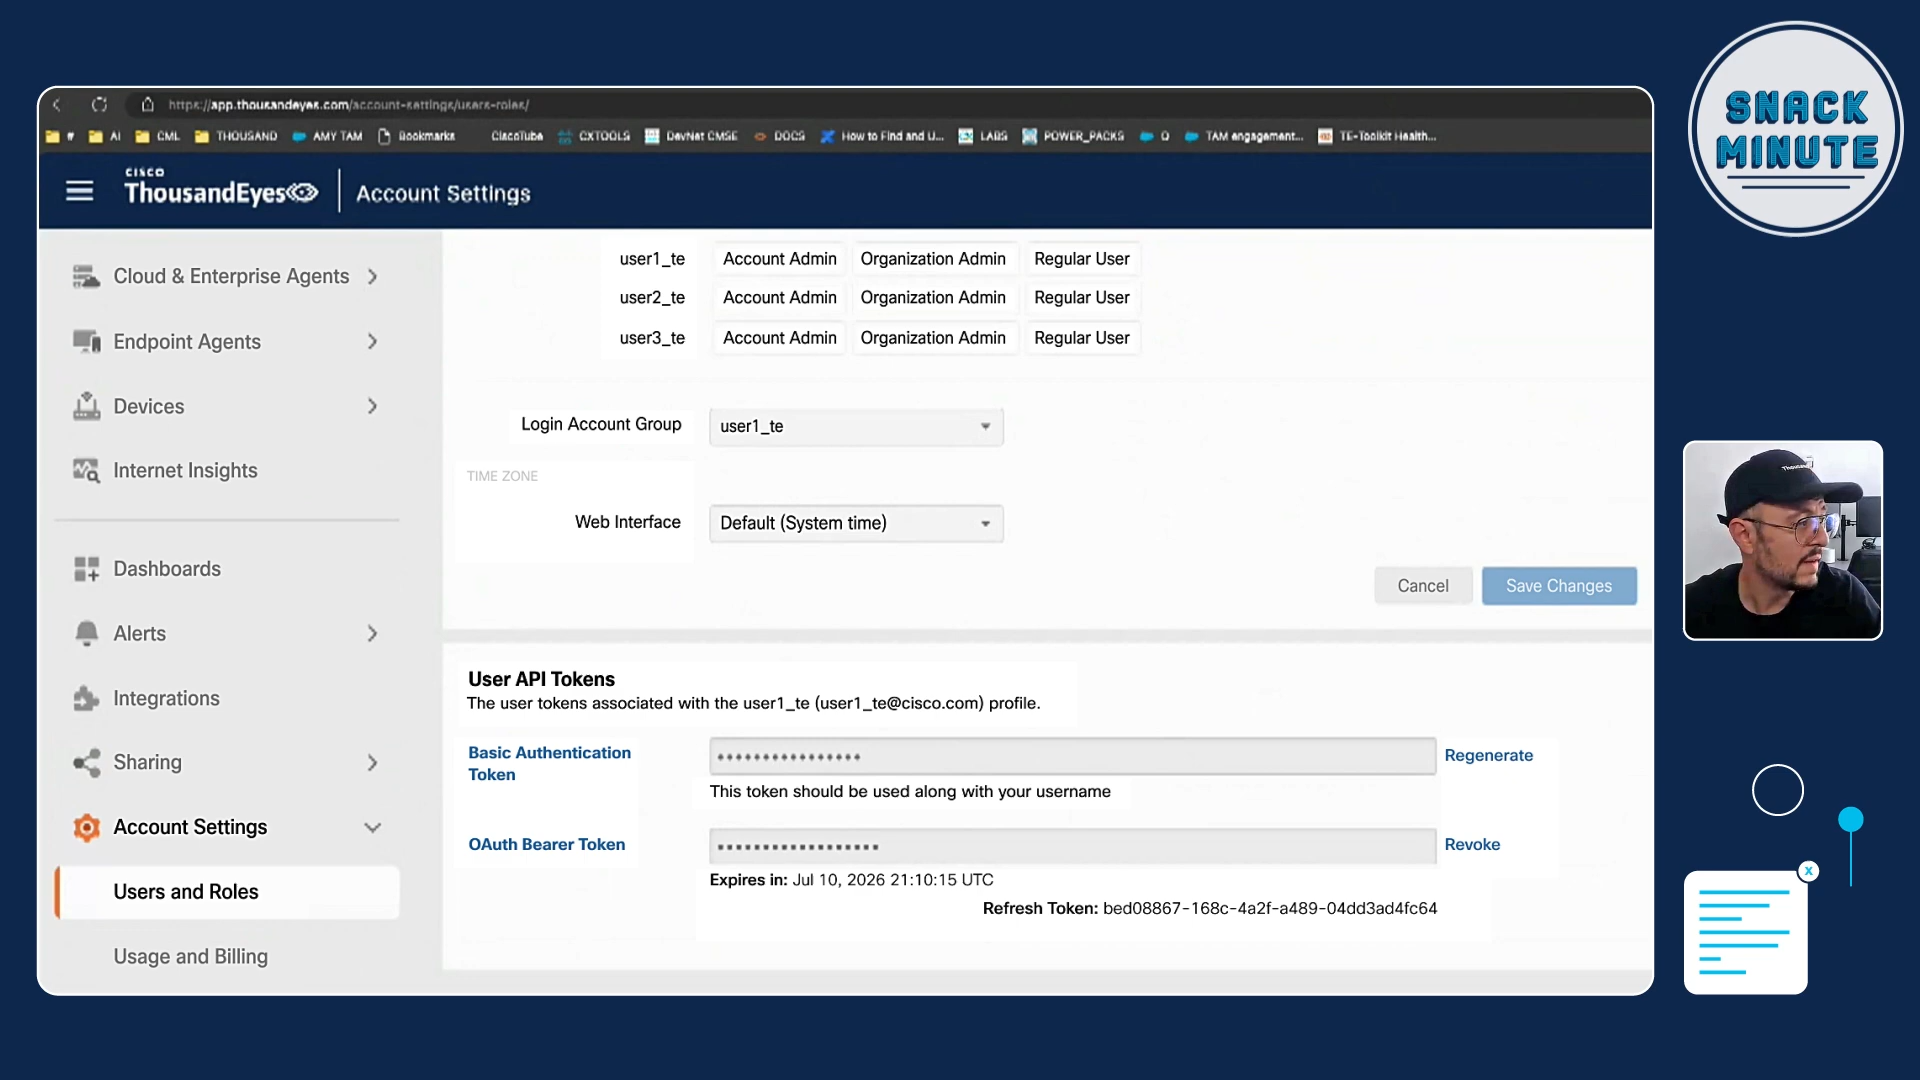 https://app.thousandeyes.com/account-settings/users-roles/
# AI CML THOUSAND AMY TAM Bookmarks CiscoTube CXTOOLS DevNet CMSE DOCS How to Find and U... LABS POWER_PACKS Q TAM engagement... TE-Toolkit Health...
SNACK
MINUTE
CISCO
ThousandEyes
Account Settings
Cloud & Enterprise Agents
Endpoint Agents
Devices
Internet Insights
Dashboards
Alerts
Integrations
Sharing
Account Settings
Users and Roles
Usage and Billing
user1_te Account Admin Organization Admin Regular User
user2_te Account Admin Organization Admin Regular User
user3_te Account Admin Organization Admin Regular User
Login Account Group user1_te
TIME ZONE
Web Interface Default (System time)
Cancel Save Changes
User API Tokens
The user tokens associated with the user1_te (user1_te@cisco.com) profile.
Basic Authentication
Token
•••••••••••••••• Regenerate
This token should be used along with your username
OAuth Bearer Token •••••••••••••••••• Revoke
Expires in: Jul 10, 2026 21:10:15 UTC
Refresh Token: bed08867-168c-4a2f-a489-04dd3ad4fc64
x